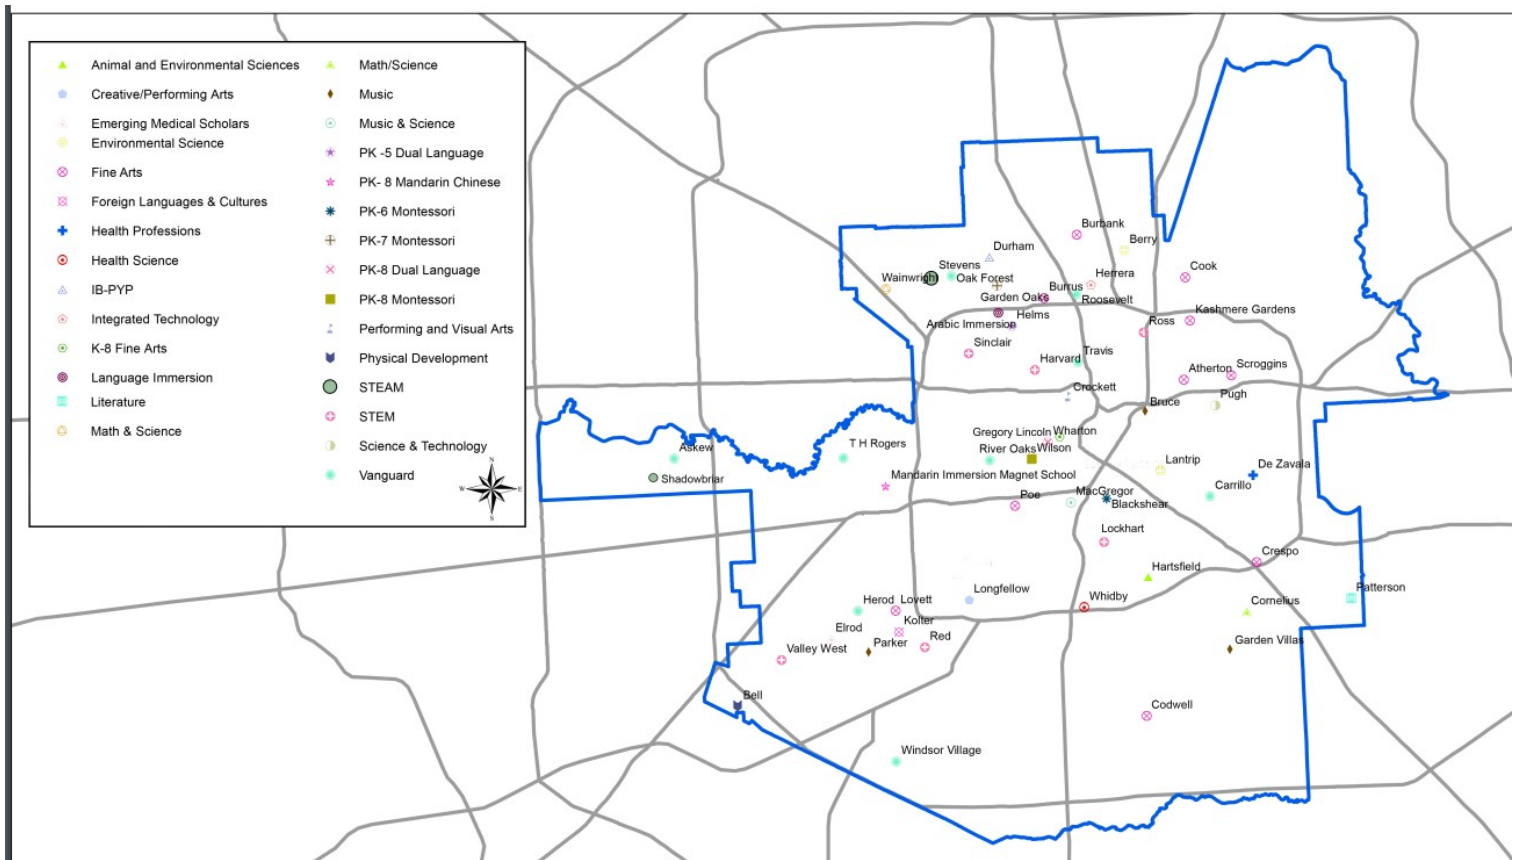 Animal and Environmental Sciences
Creative/Performing Arts
Emerging Medical Scholars
Environmental Science
Fine Arts
Foreign Languages & Cultures
Health Professions
Health Science
IB-PYP
Integrated Technology
K-8 Fine Arts
Language Immersion
Literature
Math & Science
Math/Science
Music
Music & Science
PK -5 Dual Language
PK- 8 Mandarin Chinese
PK-6 Montessori
PK-7 Montessori
PK-8 Dual Language
PK-8 Montessori
Performing and Visual Arts
Physical Development
STEAM
STEM
Science & Technology
Vanguard
N
W
E
S
Burbank
Berry
Durham
Stevens
Cook
Wainwright
Oak Forest
Herrera
Burrus
Garden Oaks
Roosevelt
Kashmere Gardens
Helms
Arabic Immersion
Ross
Sinclair
Travis
Harvard
Scroggins
Atherton
Crockett
Pugh
Bruce
Gregory Lincoln
Wharton
T H Rogers
Askew
River Oaks
Wilson
Lantrip
De Zavala
Shadowbriar
Mandarin Immersion Magnet School
Carrillo
Poe
MacGregor
Blackshear
Lockhart
Crespo
Hartsfield
Longfellow
Patterson
Whidby
Herod
Lovett
Cornelius
Kolter
Elrod
Red
Parker
Garden Villas
Valley West
Bell
Codwell
Windsor Village